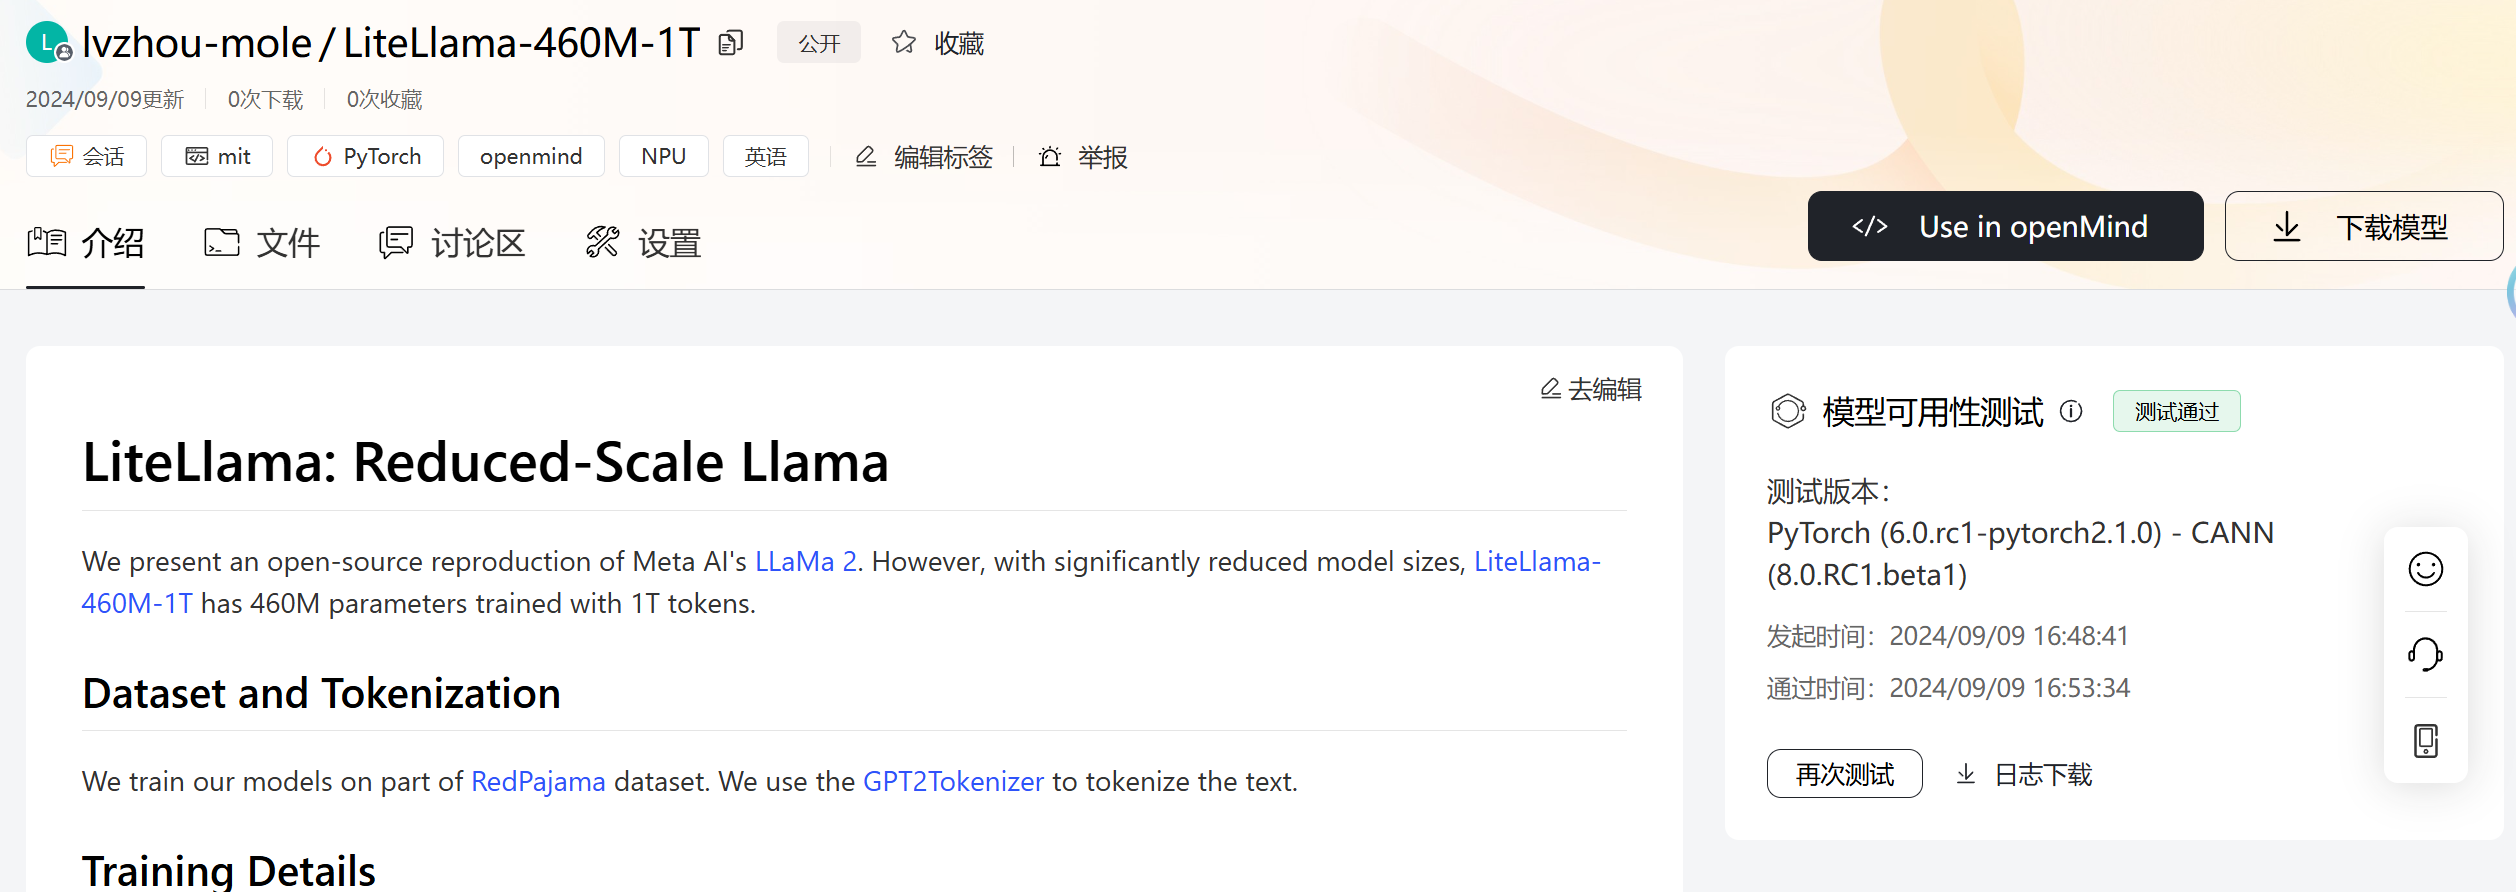 L
lvzhou-mole / LiteLlama-460M-1T 公开 收藏
2024/09/09更新 0次下载 0次收藏
会话 mit PyTorch openmind NPU 英语 编辑标签 举报
介绍 文件 讨论区 设置
</> Use in openMind 下载模型
去编辑
LiteLlama: Reduced-Scale Llama
We present an open-source reproduction of Meta AI's LLaMa 2. However, with significantly reduced model sizes, LiteLlama-
460M-1T has 460M parameters trained with 1T tokens.
Dataset and Tokenization
We train our models on part of RedPajama dataset. We use the GPT2Tokenizer to tokenize the text.
Training Details
模型可用性测试 测试通过
测试版本：
PyTorch (6.0.rc1-pytorch2.1.0) - CANN
(8.0.RC1.beta1)
发起时间：2024/09/09 16:48:41
通过时间：2024/09/09 16:53:34
再次测试 日志下载